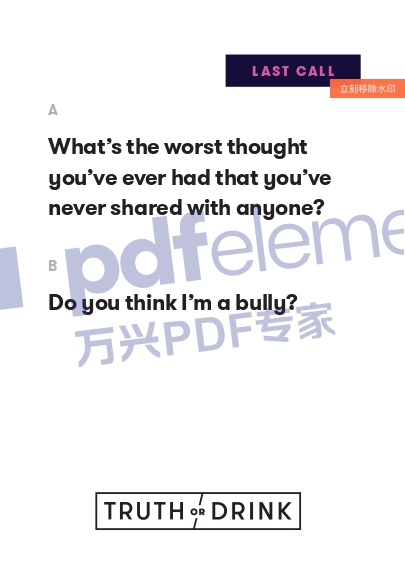 LAST CALL
立刻移除水印
A
What's the worst thought
you've ever had that you've
never shared with anyone?
pdfeleme
B
Do you think I'm a bully?
万兴PDF专家
TRUTH OR DRINK